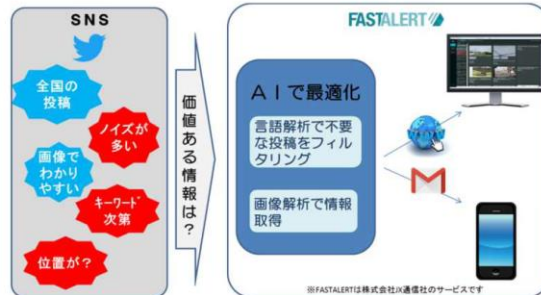 SNS
全国の
投稿
ノイズが
多い
画像で
わかり
やすい
キーワード
次第
位置が？
価値ある情報は？
FASTALERT
AIで最適化
言語解析で不要
な投稿をフィル
タリング
画像解析で情報
取得
※FASTALERTは株式会社JX通信社のサービスです